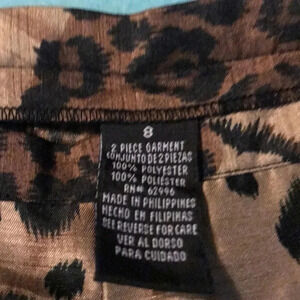 8
2 PIECE GARMENT
CONJUNTO DE 2 PIEZAS
100% POLYESTER
100% POLIÉSTER
RN# 62496
MADE IN PHILIPPINES
HECHO EN FILIPINAS
SEE REVERSE FOR CARE
VER AL DORSO
PARA CUIDADO